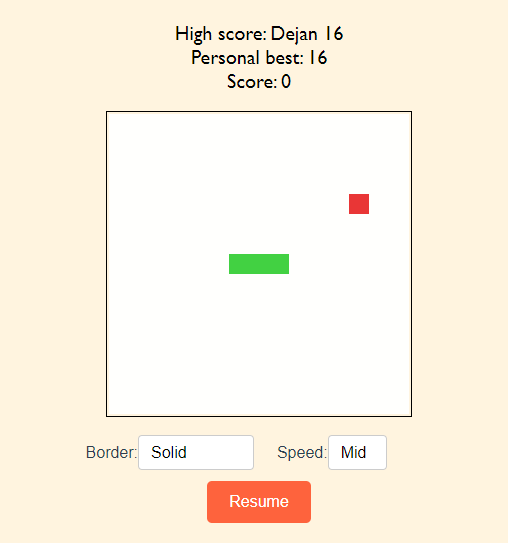 High score: Dejan 16
Personal best: 16
Score: 0
Border: Solid Speed: Mid
Resume